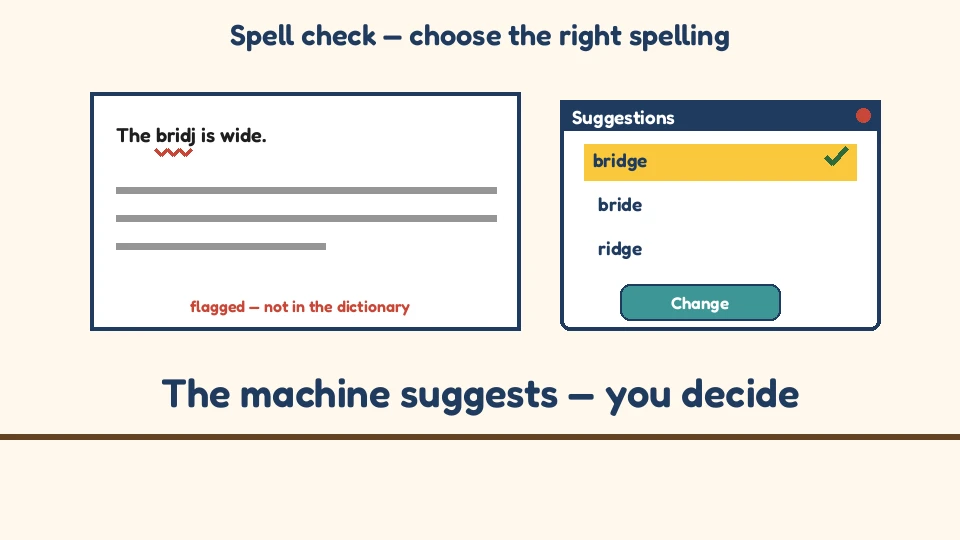 Spell check — choose the right spelling
The bridj is wide.
flagged — not in the dictionary
Suggestions
bridge
bride
ridge
Change
The machine suggests — you decide